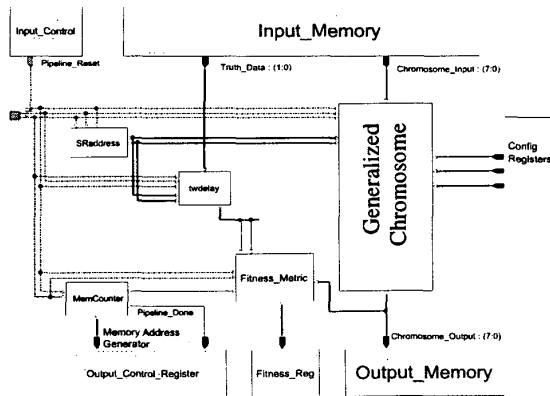 Input_Control
Input_Memory
Pipeline_Reset
Truth_Data : (1:0)
Chromosome_Input : (7:0)
SRaddress
Generalized
Chromosome
Config
Registers
twdelay
Fitness_Metric
MemCounter
Pipeline_Done
Memory Address
Generator
Chromosome_Output : (7:0)
Output_Control_Register
Fitness_Reg
Output_Memory